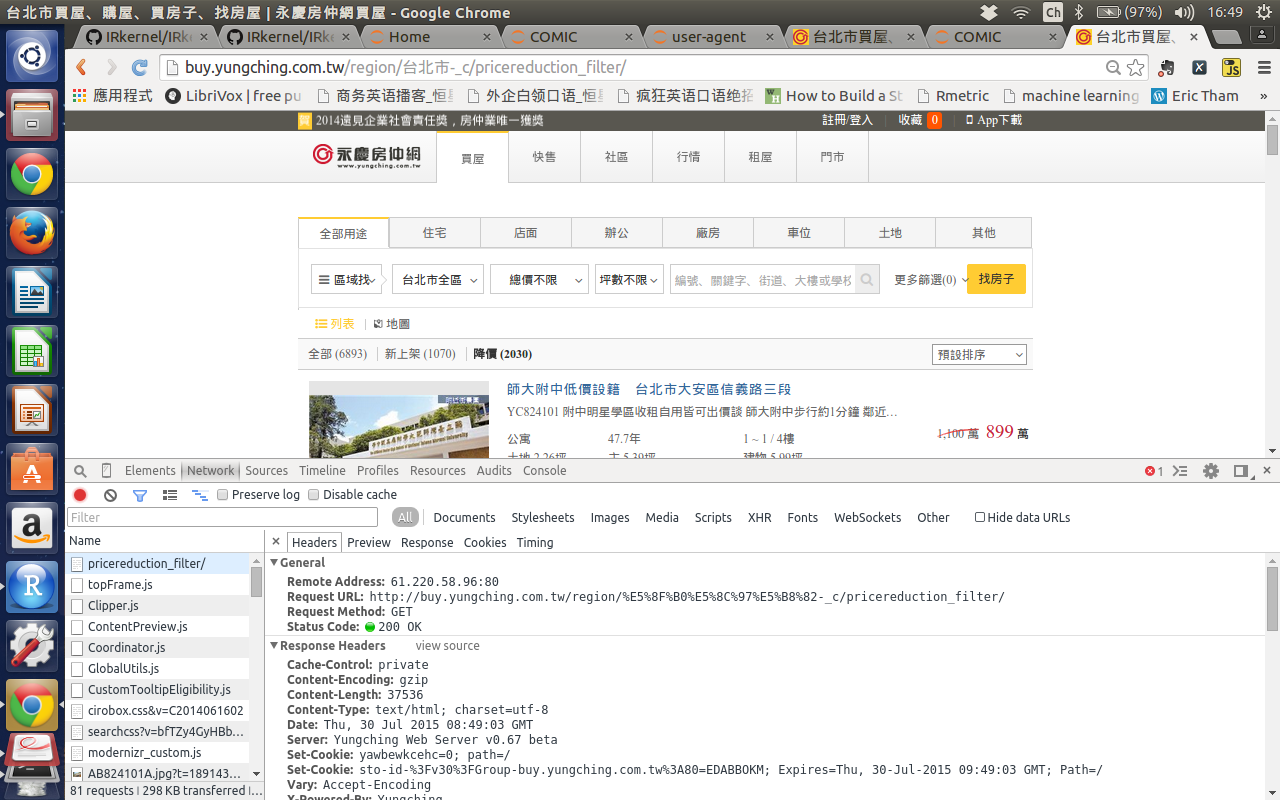 台北市買屋、購屋、買房子、找房屋 | 永慶房仲網買屋 - Google Chrome
Ch (97%) 16:49
IRkernel/IRke × IRkernel/IRke × Home × COMIC × user-agent × 台北市買屋、 × COMIC × 台北市買屋、 ×
buy.yungching.com.tw/region/台北市-_c/pricereduction_filter/
應用程式 LibriVox | free pu 商务英语播客_恒星 外企白领口语_恒星 疯狂英语口语绝招 How to Build a St Rmetric machine learning Eric Tham »
2014遠見企業社會責任獎，房仲業唯一獲獎 註冊/登入 收藏 0 App下載
永慶房仲網 www.yungching.com.tw 買屋 快售 社區 行情 租屋 門市
全部用途 住宅 店面 辦公 廠房 車位 土地 其他
區域找 台北市全區 總價不限 坪數不限 編號、關鍵字、街道、大樓或學校 更多篩選(0) 找房子
列表 | 地圖
全部 (6893) 新上架 (1070) 降價 (2030) 預設排序
師大附中低價設籍 台北市大安區信義路三段
YC824101 附中明星學區收租自用皆可出價談 師大附中步行約1分鐘 鄰近…
1,100 萬 899 萬
公寓 47.7年 1 ~ 1 / 4樓
土地 2.26坪 主 5.39坪 建物 5.99坪
Elements Network Sources Timeline Profiles Resources Audits Console 1
Preserve log Disable cache
Filter All Documents Stylesheets Images Media Scripts XHR Fonts WebSockets Other Hide data URLs
Name × Headers Preview Response Cookies Timing
pricereduction_filter/
topFrame.js
Clipper.js
ContentPreview.js
Coordinator.js
GlobalUtils.js
CustomTooltipEligibility.js
cirobox.css&v=C2014061602
searchcss?v=bfTZy4GyHBb…
modernizr_custom.js
AB824101A.jpg?t=189143…
81 requests | 298 KB transferred |…
General
Remote Address: 61.220.58.96:80
Request URL: http://buy.yungching.com.tw/region/%E5%8F%B0%E5%8C%97%E5%B8%82-_c/pricereduction_filter/
Request Method: GET
Status Code: 200 OK
Response Headers view source
Cache-Control: private
Content-Encoding: gzip
Content-Length: 37536
Content-Type: text/html; charset=utf-8
Date: Thu, 30 Jul 2015 08:49:03 GMT
Server: Yungching Web Server v0.67 beta
Set-Cookie: yawbewkcehc=0; path=/
Set-Cookie: sto-id-%3Fv30%3FGroup-buy.yungching.com.tw%3A80=EDABBOKM; Expires=Thu, 30-Jul-2015 09:49:03 GMT; Path=/
Vary: Accept-Encoding
X-Powered-By: Yungching